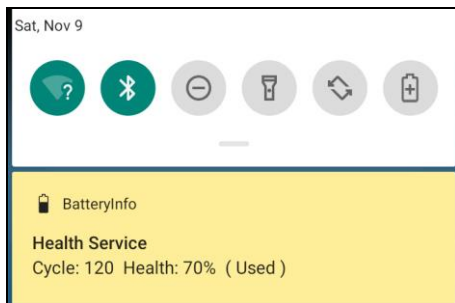 Sat, Nov 9
?
BatteryInfo
Health Service
Cycle: 120  Health: 70%  ( Used )